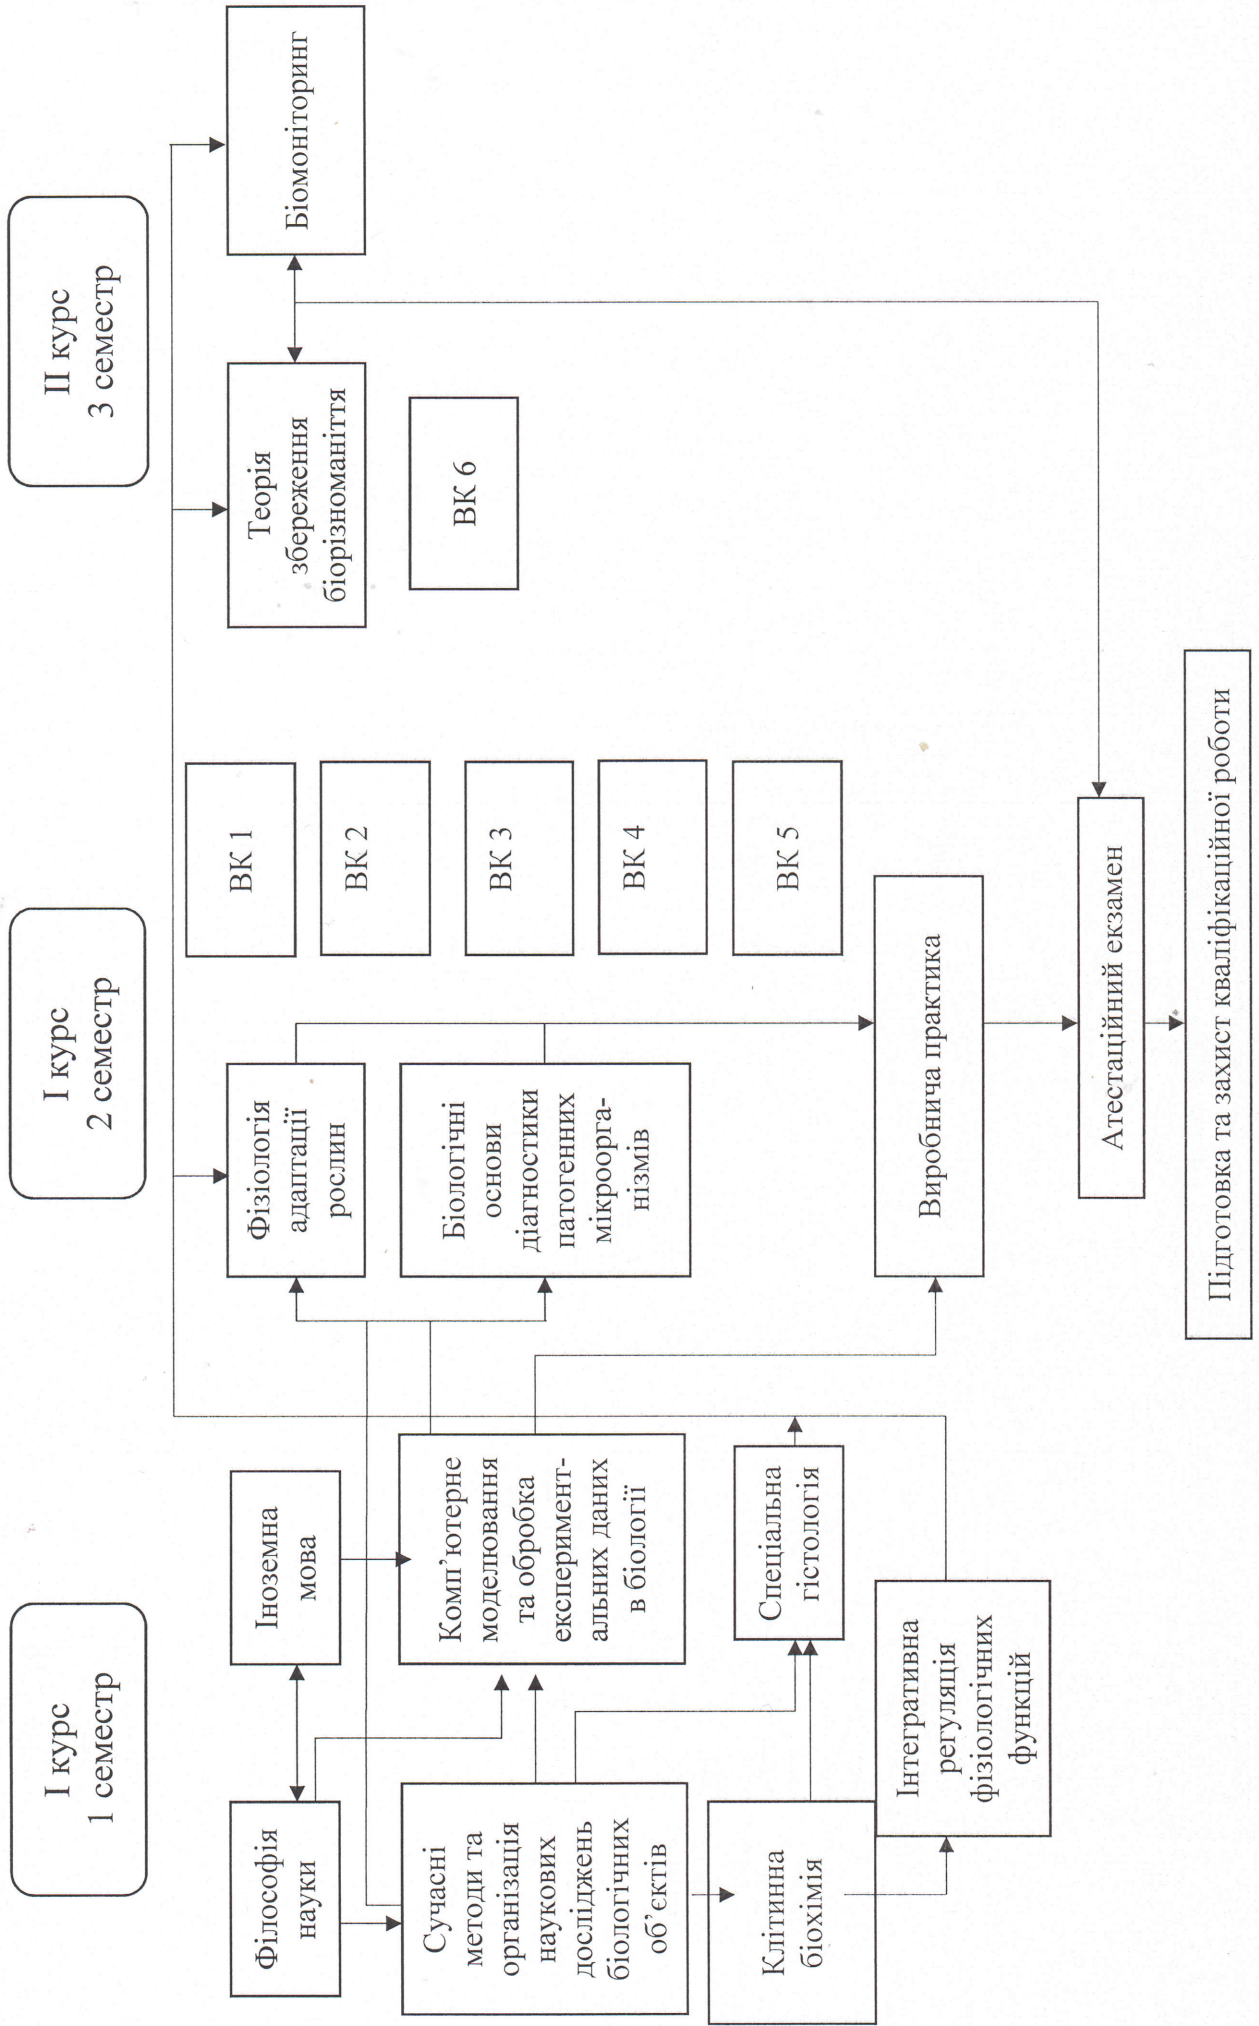 І курс
1 семестр
І курс
2 семестр
ІІ курс
3 семестр
Філософія
науки
Іноземна
мова
Сучасні
методи та
організація
наукових
досліджень
біологічних
об’єктів
Комп’ютерне
моделювання
та обробка
експеримент-
альних даних
в біології
Клітинна
біохімія
Спеціальна
гістологія
Інтегративна
регуляція
фізіологічних
функцій
Фізіологія
адаптації
рослин
Біологічні
основи
діагностики
патогенних
мікроорга-
нізмів
ВК 1
ВК 2
ВК 3
ВК 4
ВК 5
Теорія
збереження
біорізноманіття
Біомоніторинг
ВК 6
Виробнича практика
Атестаційний екзамен
Підготовка та захист кваліфікаційної роботи